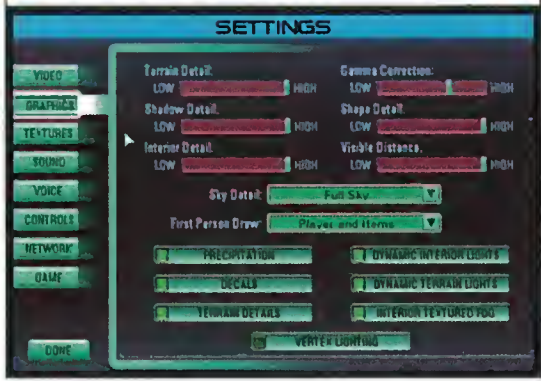 SETTINGS
VIDEO
GRAPHICS
TEXTURES
SOUND
VOICE
CONTROLS
NETWORK
GAME
DONE
Terrain Detail:
LOW HIGH
Gamma Correction:
LOW HIGH
Shadow Detail:
LOW HIGH
Shape Detail:
LOW HIGH
Interior Detail:
LOW HIGH
Visible Distance:
LOW HIGH
Sky Detail: Full Sky
First Person Draw: Player and Items
PRECIPITATION
DYNAMIC INTERIOR LIGHTS
DECALS
DYNAMIC TERRAIN LIGHTS
TERRAIN DETAILS
INTERIOR TEXTURED FOG
VERTEX LIGHTING